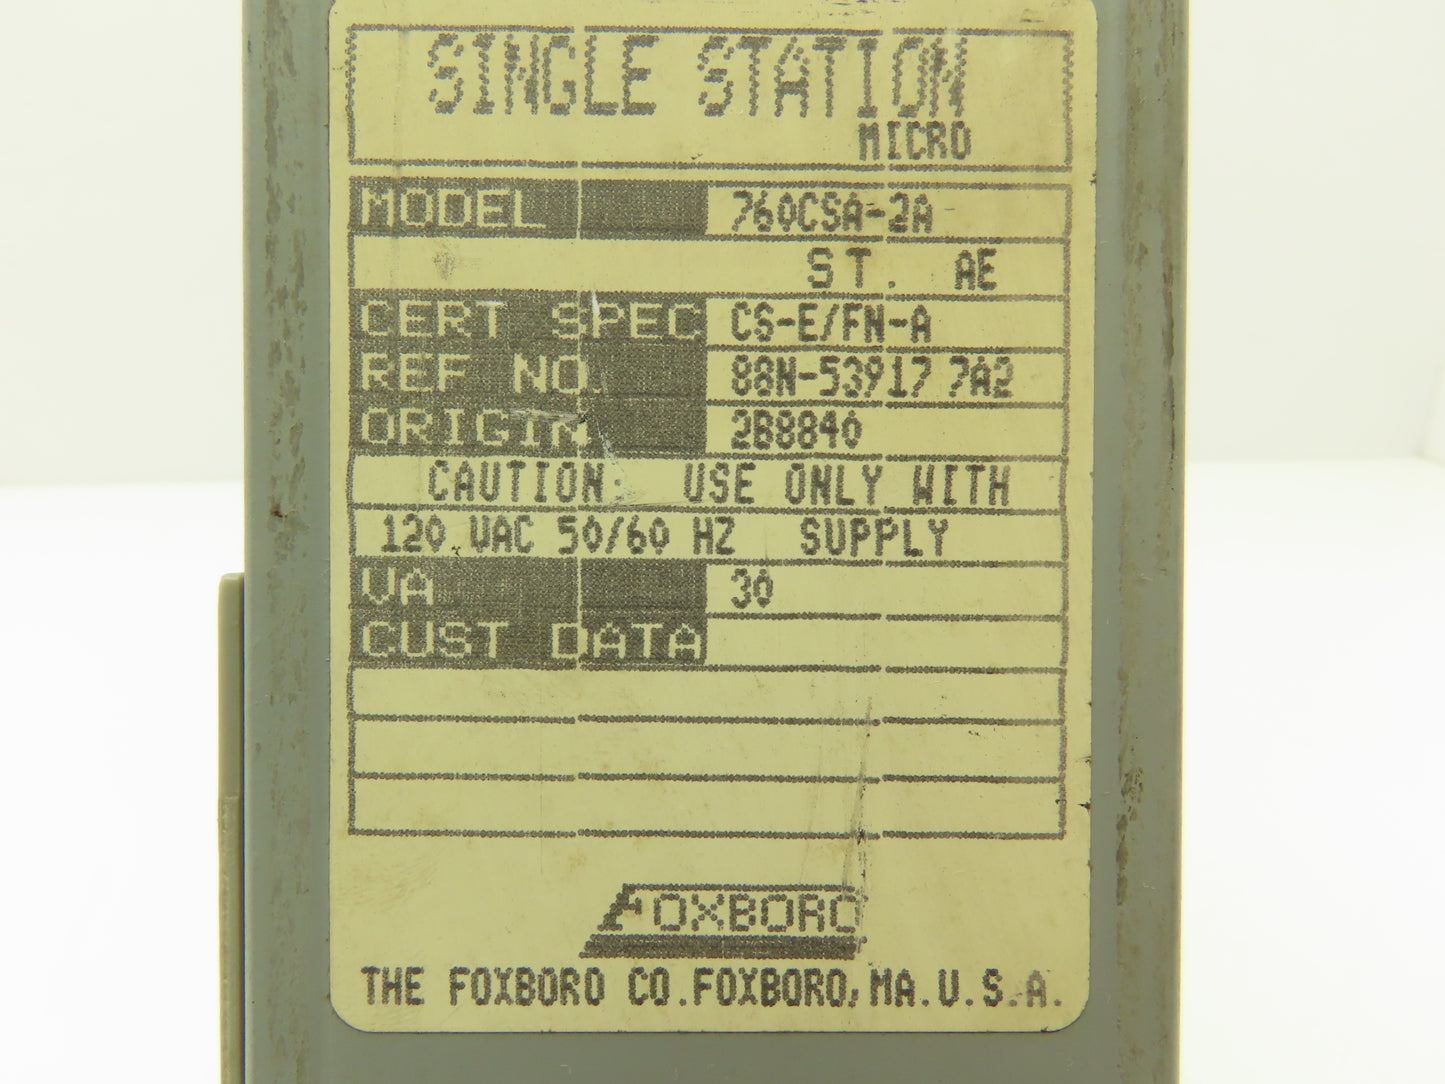 SINGLE STATION
MICRO
MODEL 760CSA-2A
ST. AE
CERT SPEC CS-E/FN-A
REF NO. 88N-53917 7A2
ORIGIN 2B8840
CAUTION: USE ONLY WITH
120 VAC 50/60 HZ SUPPLY
VA 30
CUST DATA
FOXBORO
THE FOXBORO CO.FOXBORO, MA.U.S.A.